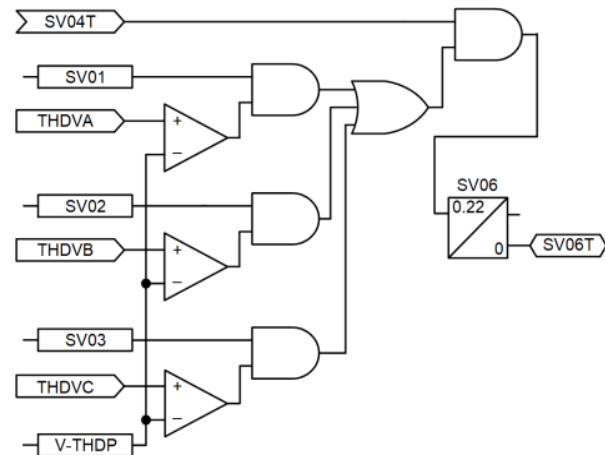 SV04T
SV01
THDVA
+
−
SV02
SV06
0.22
THDVB
+
0
SV06T
−
SV03
THDVC
+
−
V-THDP